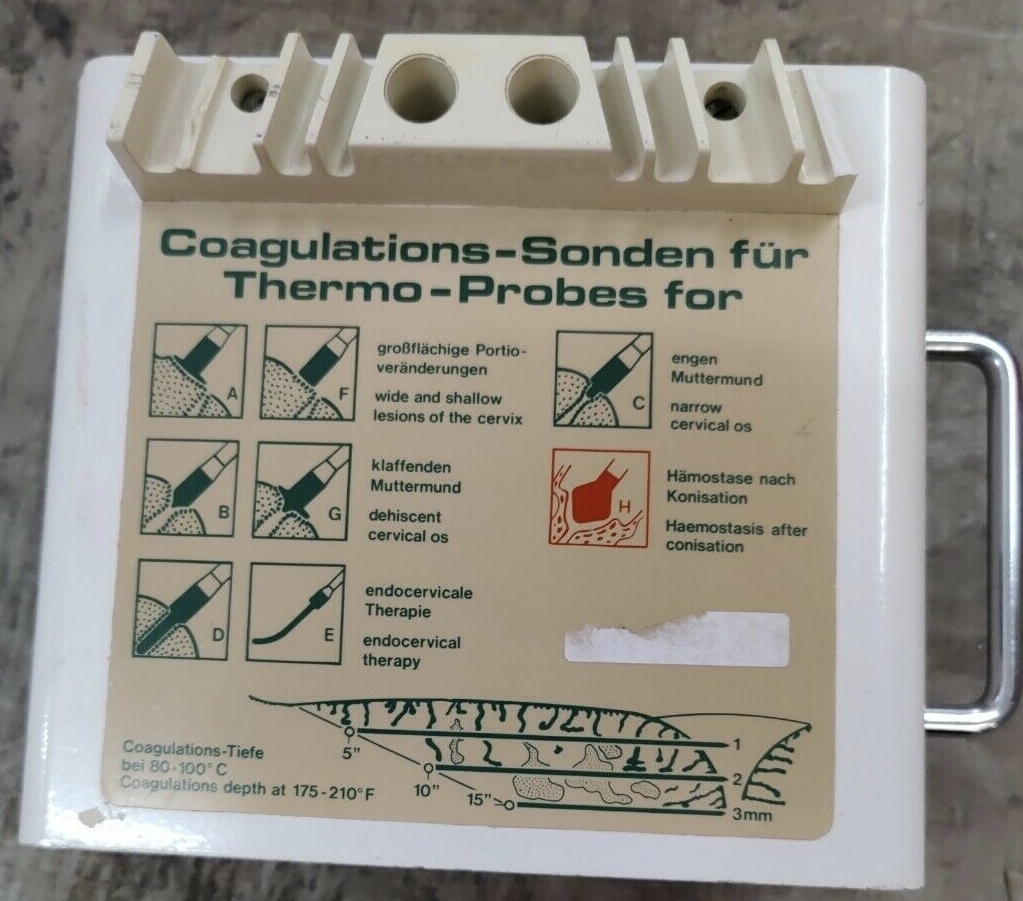 Coagulations-Sonden für
Thermo-Probes for
A
F
großflächige Portio-
veränderungen
wide and shallow
lesions of the cervix
C
engen
Muttermund
narrow
cervical os
B
G
klaffenden
Muttermund
dehiscent
cervical os
H
Hämostase nach
Konisation
Haemostasis after
conisation
D
E
endocervicale
Therapie
endocervical
therapy
Coagulations-Tiefe
bei 80-100°C
Coagulations depth at 175-210°F
5"
10"
15"
1
2
3mm